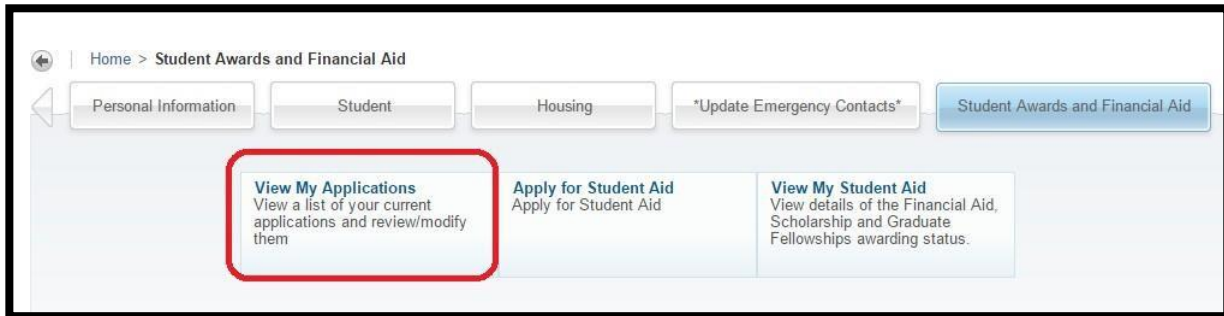 Home > Student Awards and Financial Aid
Personal Information
Student
Housing
*Update Emergency Contacts*
Student Awards and Financial Aid
View My Applications
View a list of your current
applications and review/modify
them
Apply for Student Aid
Apply for Student Aid
View My Student Aid
View details of the Financial Aid,
Scholarship and Graduate
Fellowships awarding status.